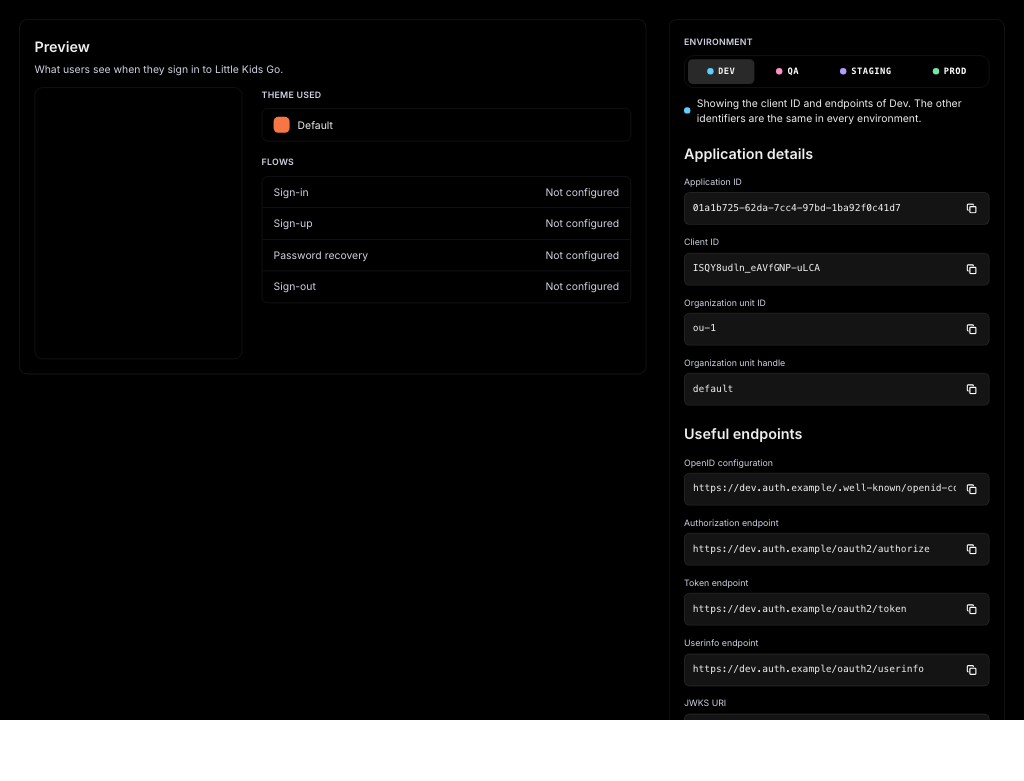 Preview
What users see when they sign in to Little Kids Go.
THEME USED
Default
FLOWS
Sign-in Not configured
Sign-up Not configured
Password recovery Not configured
Sign-out Not configured
ENVIRONMENT
DEV QA STAGING PROD
Showing the client ID and endpoints of Dev. The other
identifiers are the same in every environment.
Application details
Application ID
01a1b725-62da-7cc4-97bd-1ba92f0c41d7
Client ID
ISQY8udln_eAVfGNP-uLCA
Organization unit ID
ou-1
Organization unit handle
default
Useful endpoints
OpenID configuration
https://dev.auth.example/.well-known/openid-co
Authorization endpoint
https://dev.auth.example/oauth2/authorize
Token endpoint
https://dev.auth.example/oauth2/token
Userinfo endpoint
https://dev.auth.example/oauth2/userinfo
JWKS URI